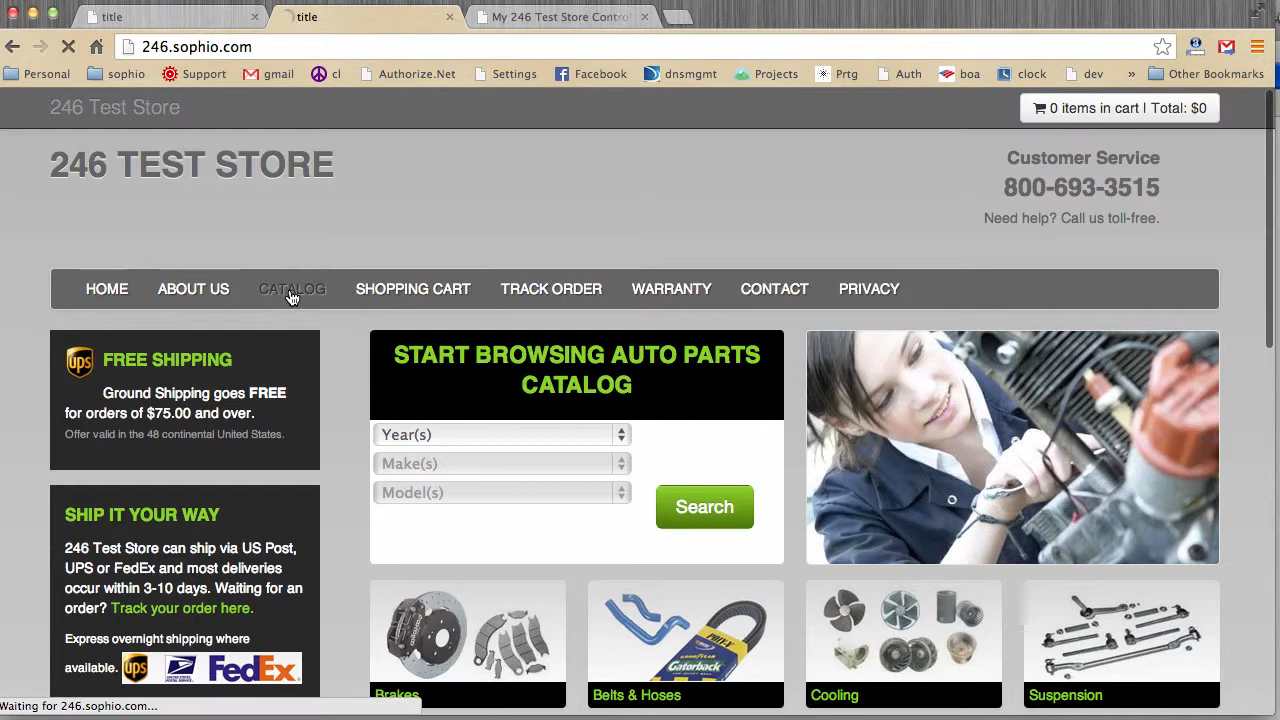 title
title
My 246 Test Store Control
246.sophio.com
Personal
sophio
Support
gmail
cl
Authorize.Net
Settings
Facebook
dnsmgmt
Projects
Prtg
Auth
boa
clock
dev
»
Other Bookmarks
246 Test Store
0 items in cart | Total: $0
246 TEST STORE
Customer Service
800-693-3515
Need help? Call us toll-free.
HOME
ABOUT US
CATALOG
SHOPPING CART
TRACK ORDER
WARRANTY
CONTACT
PRIVACY
ups
FREE SHIPPING
Ground Shipping goes FREE
for orders of $75.00 and over.
Offer valid in the 48 continental United States.
SHIP IT YOUR WAY
246 Test Store can ship via US Post,
UPS or FedEx and most deliveries
occur within 3-10 days. Waiting for an
order? Track your order here.
Express overnight shipping where
available.
ups
FedEx
START BROWSING AUTO PARTS
CATALOG
Year(s)
Make(s)
Model(s)
Search
POLY-V
GOODYEAR
Gatorback
Brakes
Belts & Hoses
Cooling
Suspension
Waiting for 246.sophio.com...